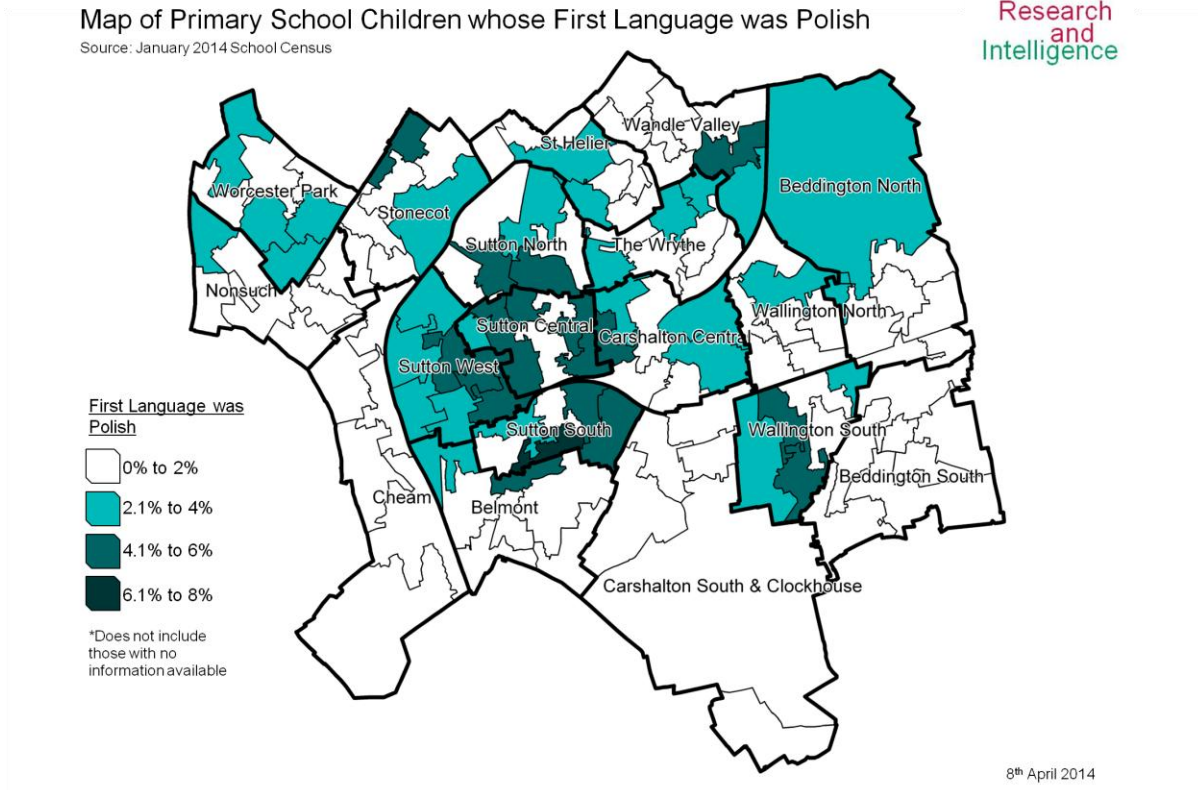 Map of Primary School Children whose First Language was Polish
Source: January 2014 School Census
Research
and
Intelligence
Wandle Valley
St Helier
Beddington North
Worcester Park
Stonecot
Sutton North
The Wrythe
Nonsuch
Wallington North
Sutton Central
Carshalton Central
Sutton West
Sutton South
Wallington South
Beddington South
Cheam
Belmont
Carshalton South & Clockhouse
First Language was
Polish
0% to 2%
2.1% to 4%
4.1% to 6%
6.1% to 8%
*Does not include
those with no
information available
8th April 2014